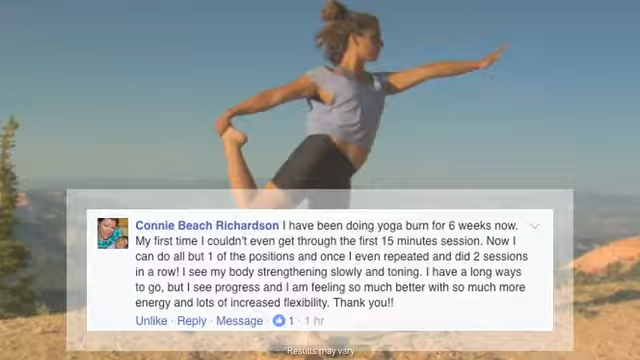 Connie Beach Richardson I have been doing yoga burn for 6 weeks now.
My first time I couldn't even get through the first 15 minutes session. Now I
can do all but 1 of the positions and once I even repeated and did 2 sessions
in a row! I see my body strengthening slowly and toning. I have a long ways
to go, but I see progress and I am feeling so much better with so much more
energy and lots of increased flexibility. Thank you!!
Unlike · Reply · Message · 1 · 1 hr
*Results may vary